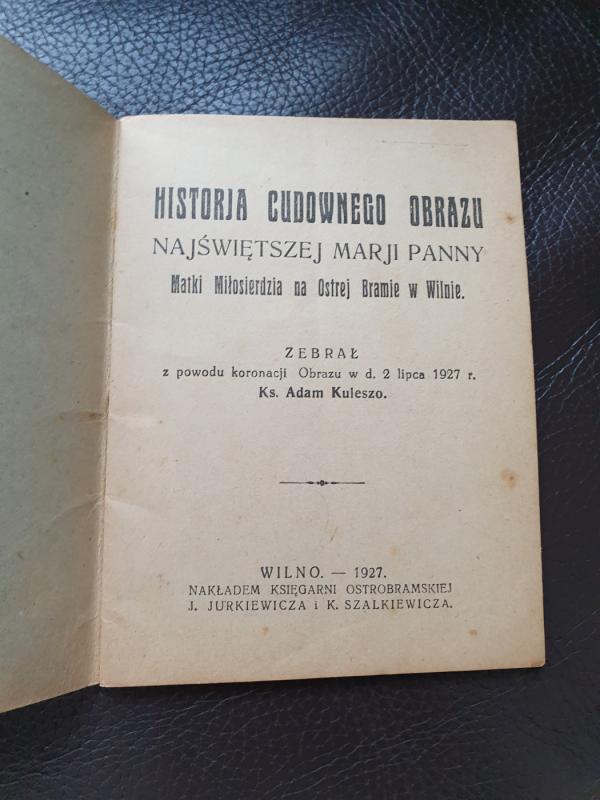 HISTORJA CUDOWNEGO OBRAZU
NAJŚWIĘTSZEJ MARJI PANNY
Matki Miłosierdzia na Ostrej Bramie w Wilnie.
ZEBRAŁ
z powodu koronacji Obrazu w d. 2 lipca 1927 r.
Ks. Adam Kuleszo.
WILNO. — 1927.
NAKŁADEM KSIĘGARNI OSTROBRAMSKIEJ
J. JURKIEWICZA i K. SZALKIEWICZA.